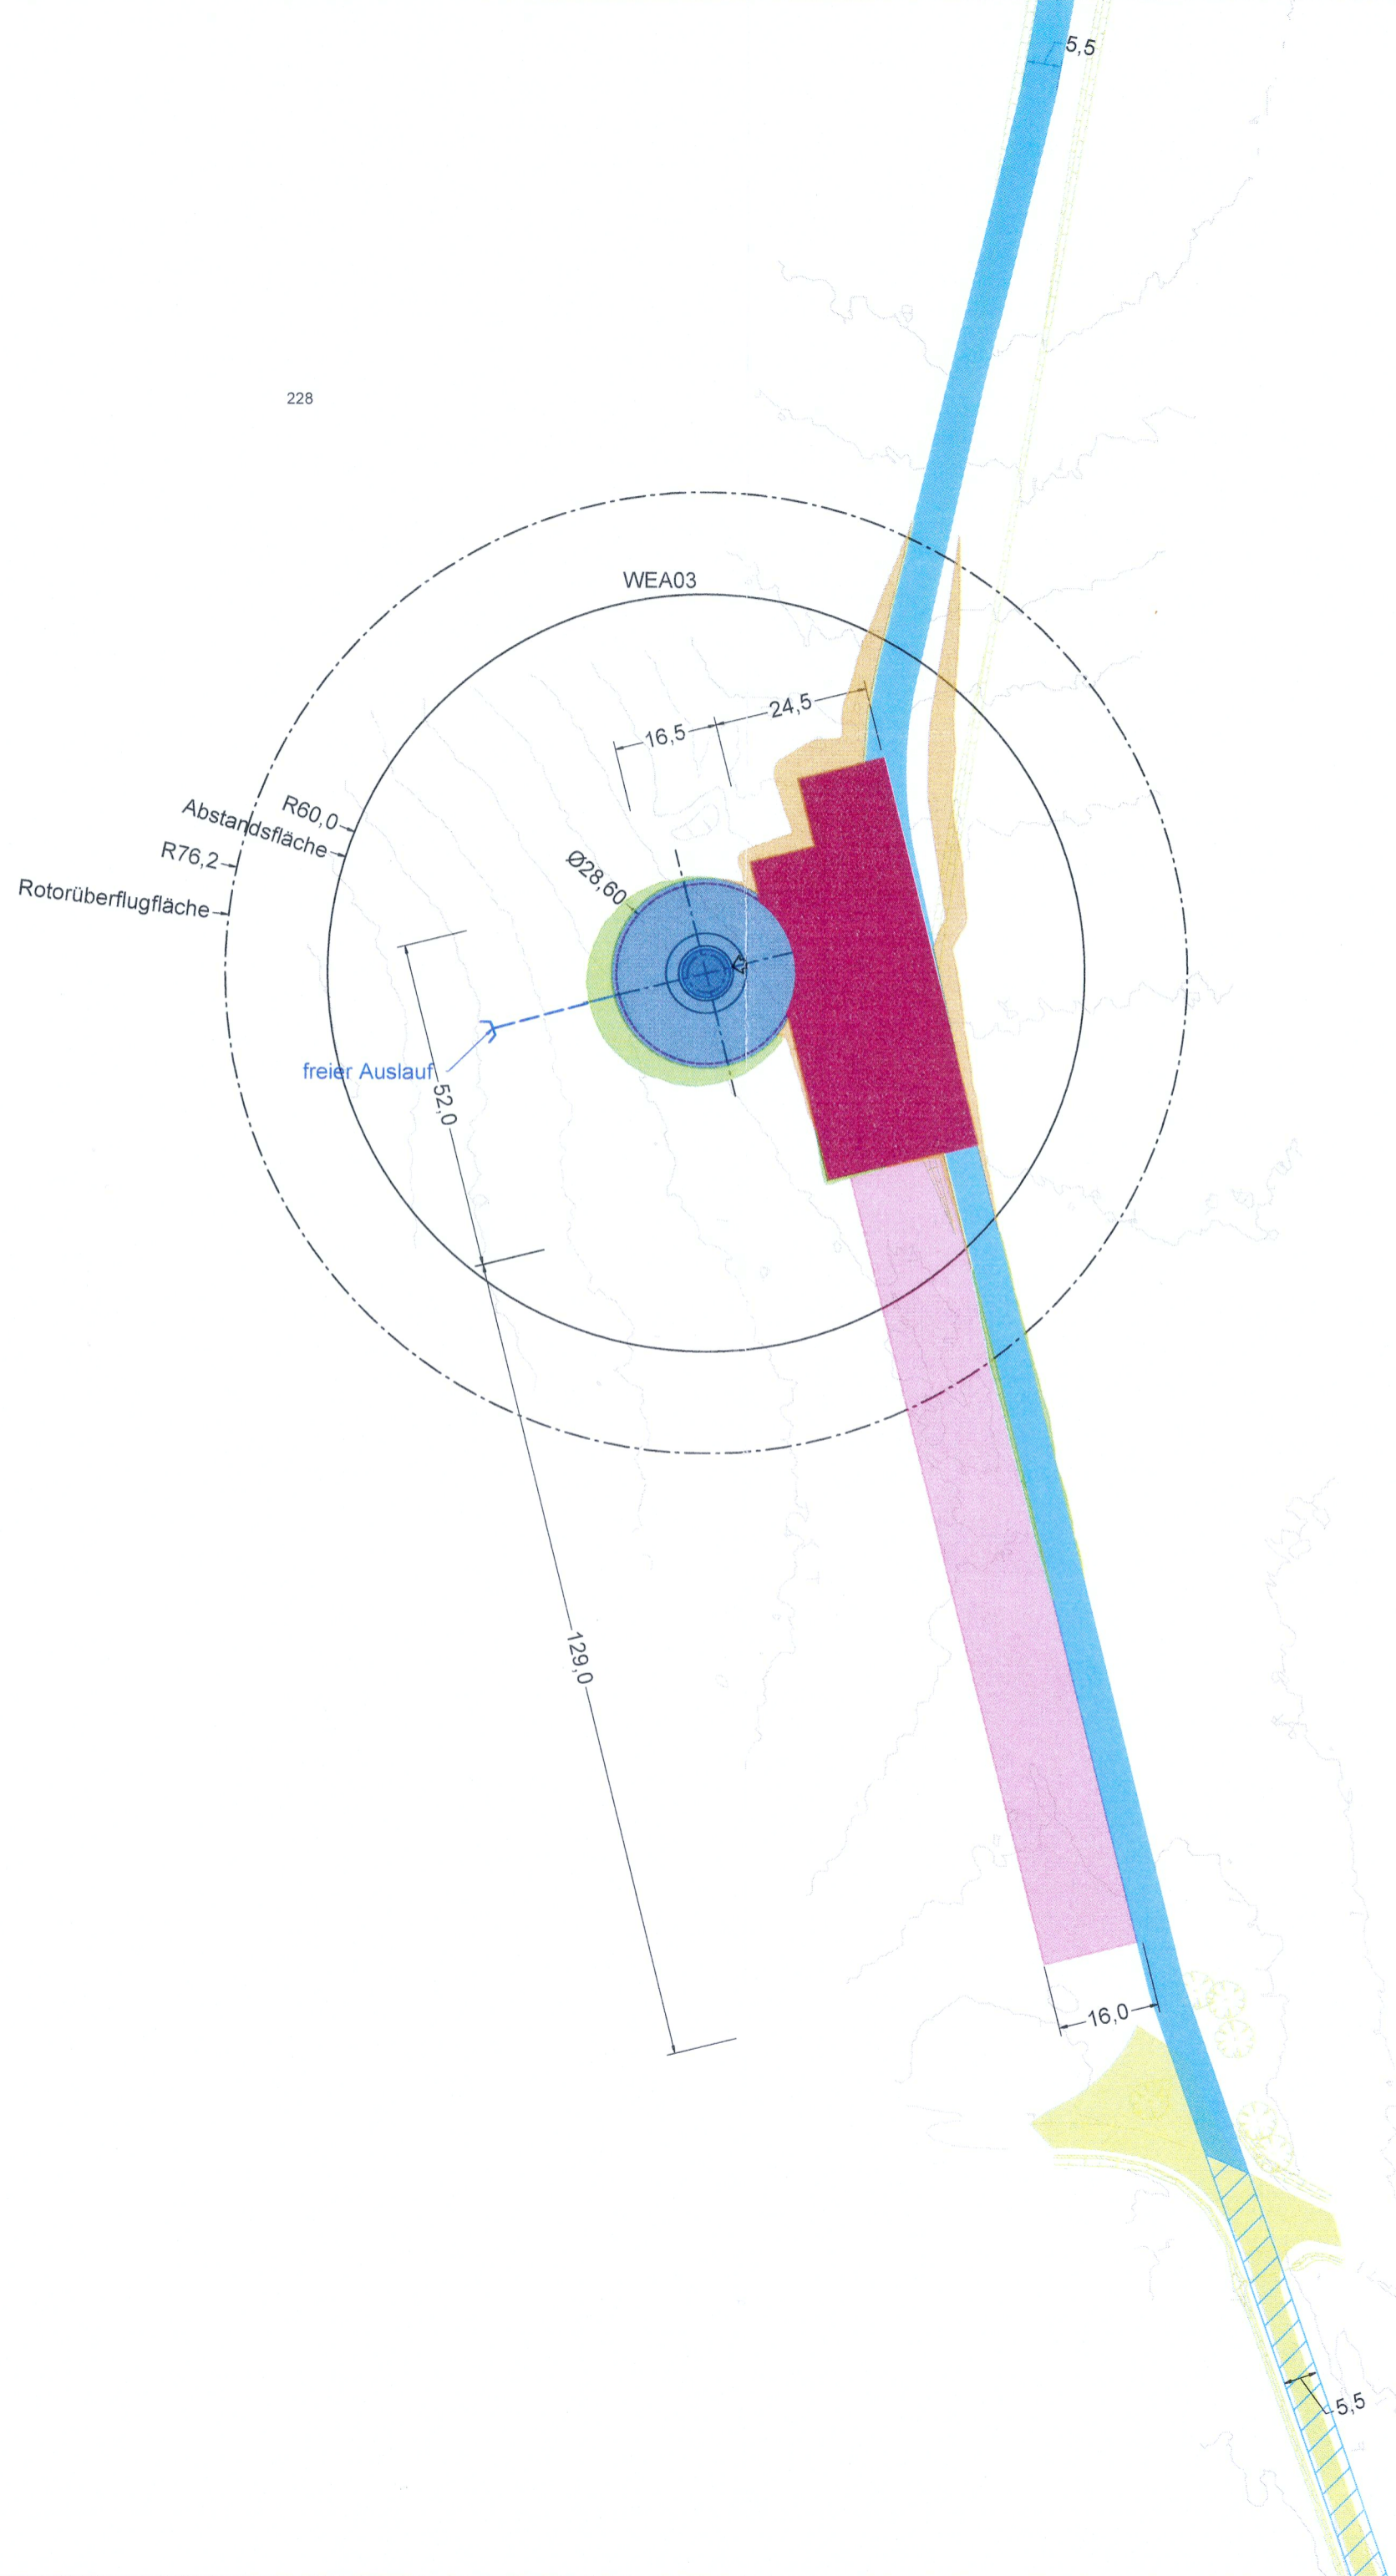 5,5
228
WEA03
24,5
16,5
R60,0
Abstandsfläche
R76,2
Rotorüberflugfläche
Ø28,60
freier Auslauf
52,0
129,0
16,0
5,5